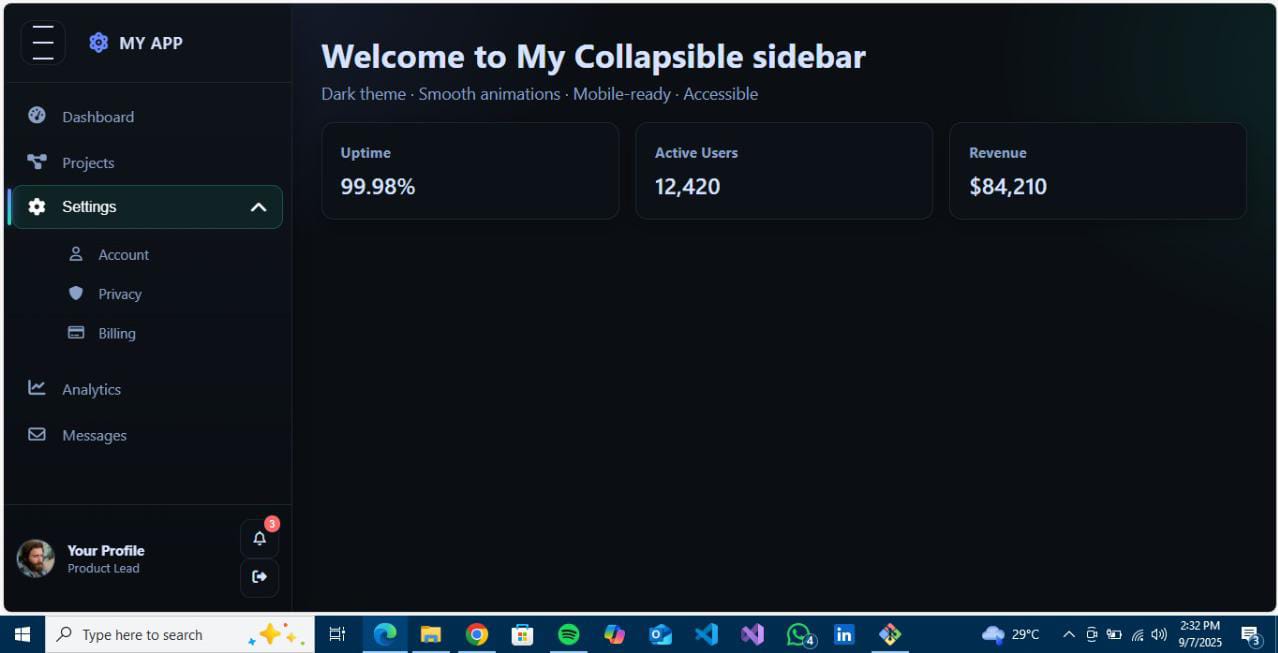 MY APP
Welcome to My Collapsible sidebar
Dark theme · Smooth animations · Mobile-ready · Accessible
Dashboard
Projects
Settings
Account
Privacy
Billing
Analytics
Messages
Uptime
99.98%
Active Users
12,420
Revenue
$84,210
3
Your Profile
Product Lead
Type here to search
4
in
29°C
2:32 PM
9/7/2025
3